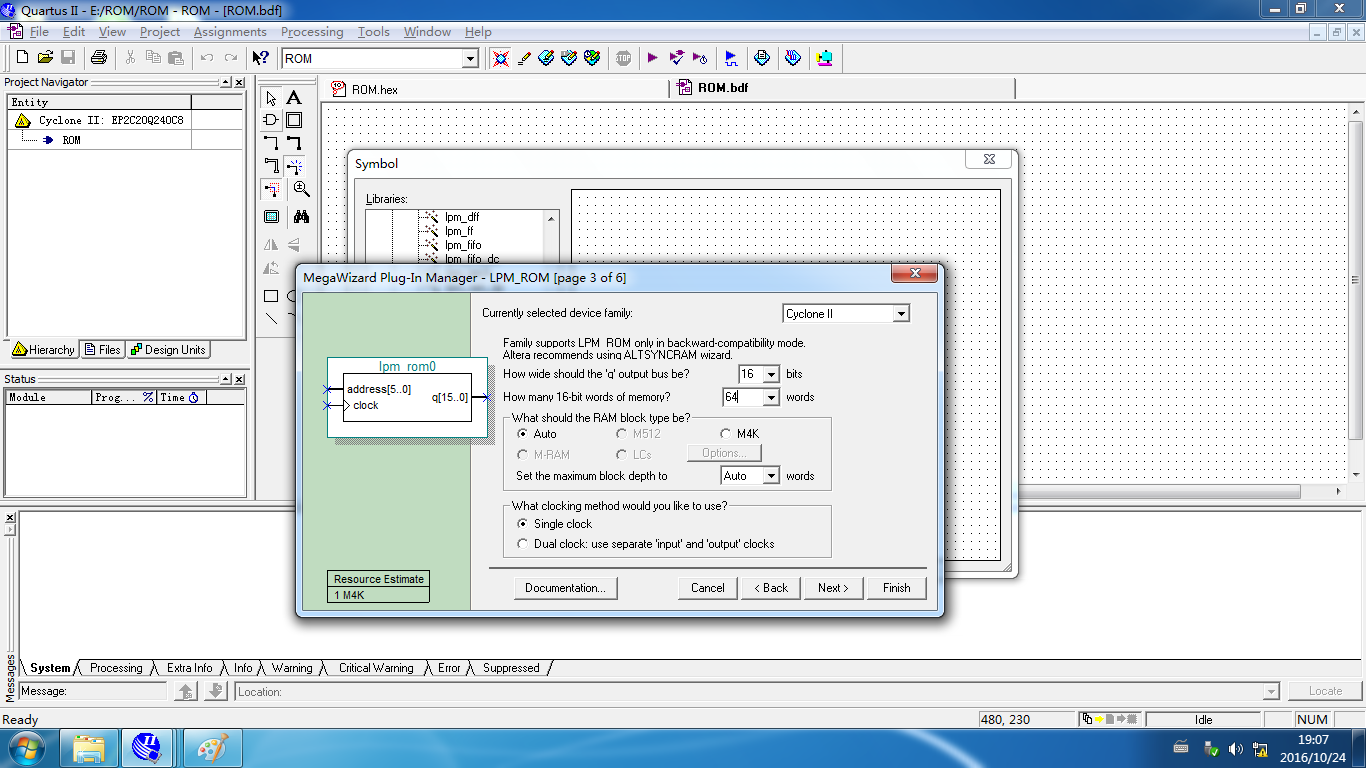 Quartus II - E:/ROM/ROM - ROM - [ROM.bdf]
File Edit View Project Assignments Processing Tools Window Help
ROM
Project Navigator
Entity
Cyclone II: EP2C20Q240C8
ROM
Hierarchy Files Design Units
Status
Module Prog... % Time
ROM.hex
ROM.bdf
Symbol
Libraries:
lpm_dff
lpm_ff
lpm_fifo
lpm_fifo_dc
MegaWizard Plug-In Manager - LPM_ROM [page 3 of 6]
lpm_rom0
address[5..0]
q[15..0]
clock
Resource Estimate
1 M4K
Currently selected device family: Cyclone II
Family supports LPM_ROM only in backward-compatibility mode.
Altera recommends using ALTSYNCRAM wizard.
How wide should the 'q' output bus be? 16 bits
How many 16-bit words of memory? 64 words
What should the RAM block type be?
Auto M512 M4K
M-RAM LCs Options...
Set the maximum block depth to Auto words
What clocking method would you like to use?
Single clock
Dual clock: use separate 'input' and 'output' clocks
Documentation... Cancel < Back Next > Finish
Messages
System Processing Extra Info Info Warning Critical Warning Error Suppressed
Message: Location: Locate
Ready 480, 230 Idle NUM
19:07
2016/10/24